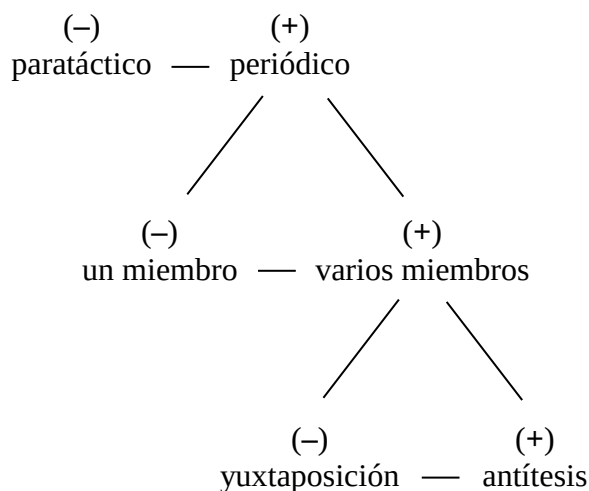 (–) (+)
paratáctico — periódico
(–) (+)
un miembro — varios miembros
(–) (+)
yuxtaposición — antítesis